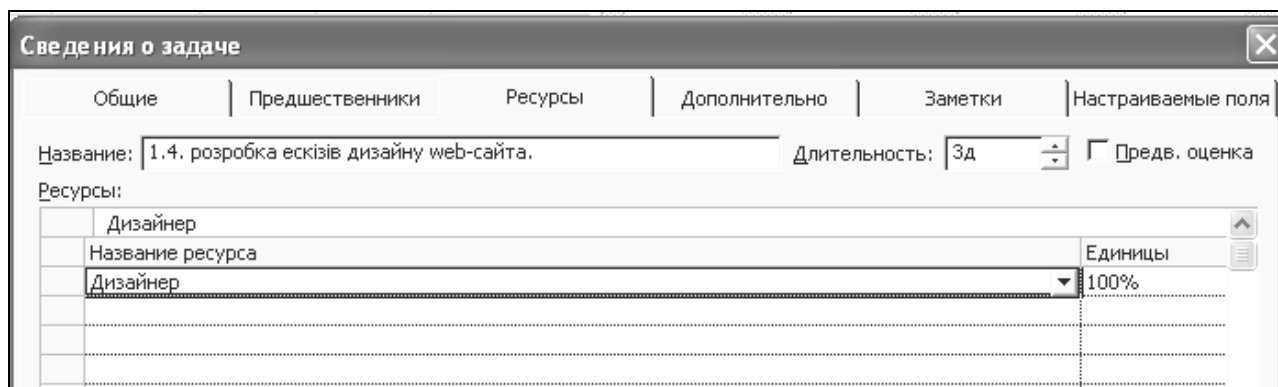 Сведения о задаче
Общие Предшественники Ресурсы Дополнительно Заметки Настраиваемые поля
Название: 1.4. розробка ескізів дизайну web-сайта. Длительность: 3д Предв. оценка
Ресурсы:
Дизайнер
Название ресурса Единицы
Дизайнер 100%